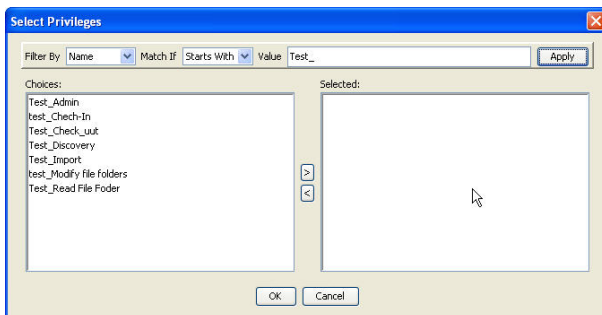 Select Privileges
Filter By Name Match If Starts With Value Test_ Apply
Choices: Selected:
Test_Admin
test_Chech-In
Test_Check_uut
Test_Discovery
Test_Import
test_Modify file folders
Test_Read File Foder
>
<
OK Cancel